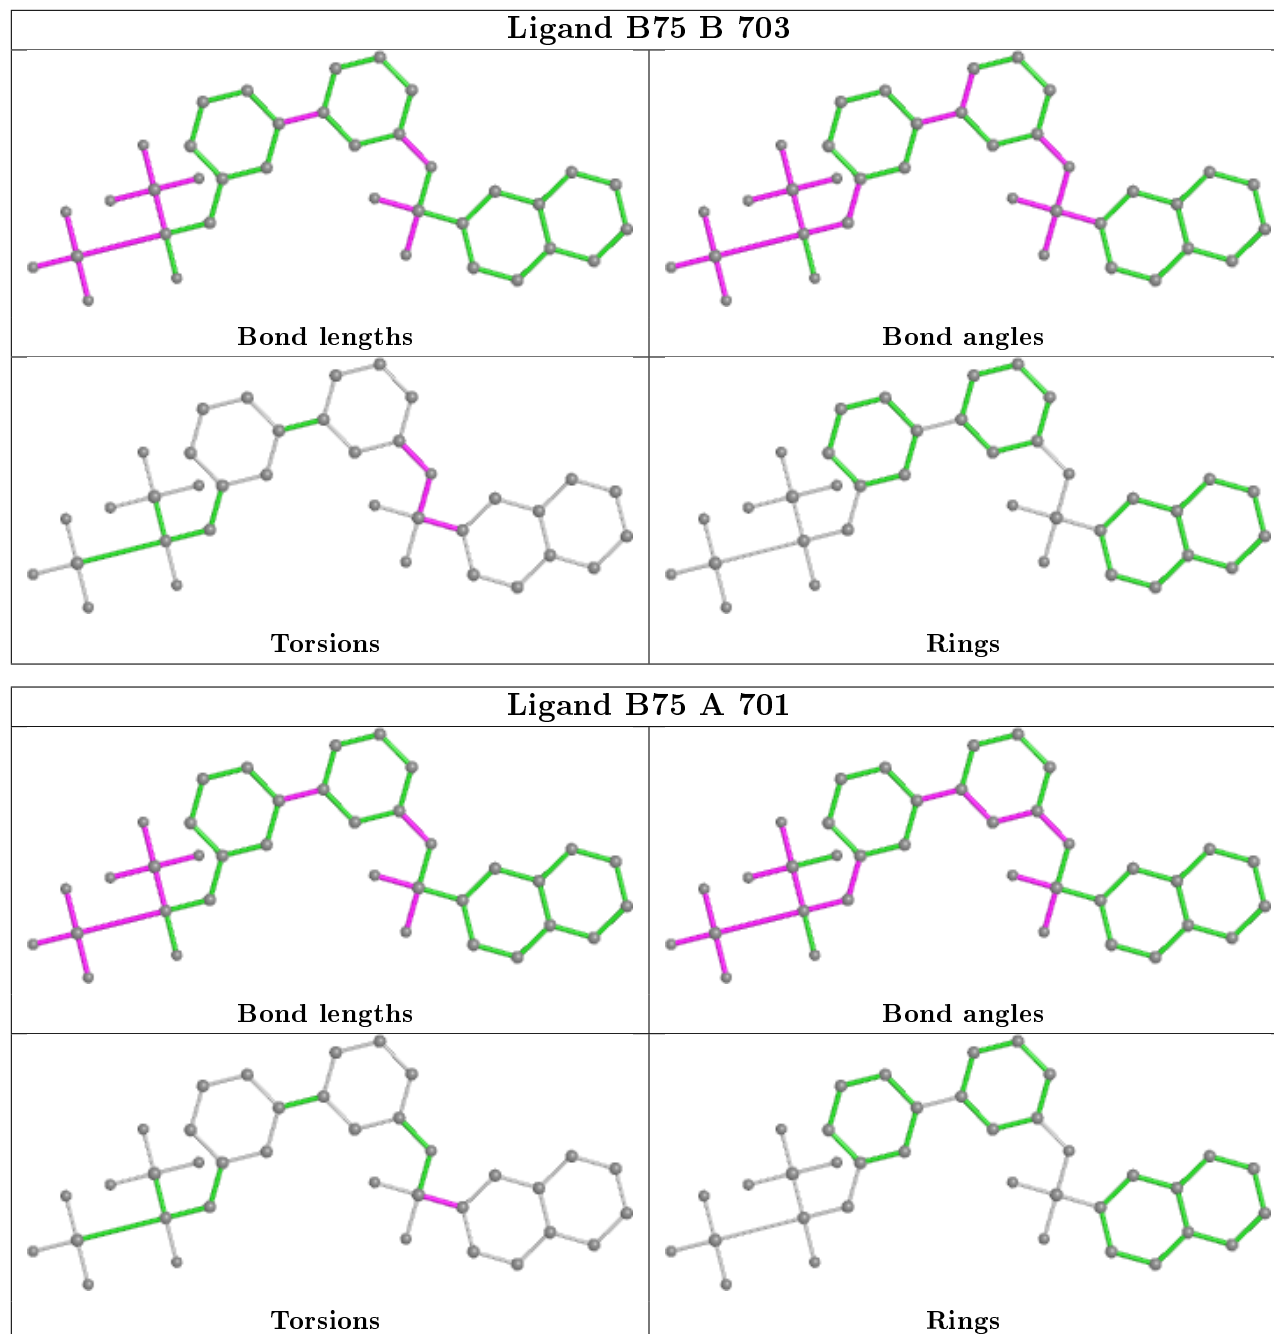 Ligand B75 B 703
Bond lengths
Bond angles
Torsions
Rings
Ligand B75 A 701
Bond lengths
Bond angles
Torsions
Rings